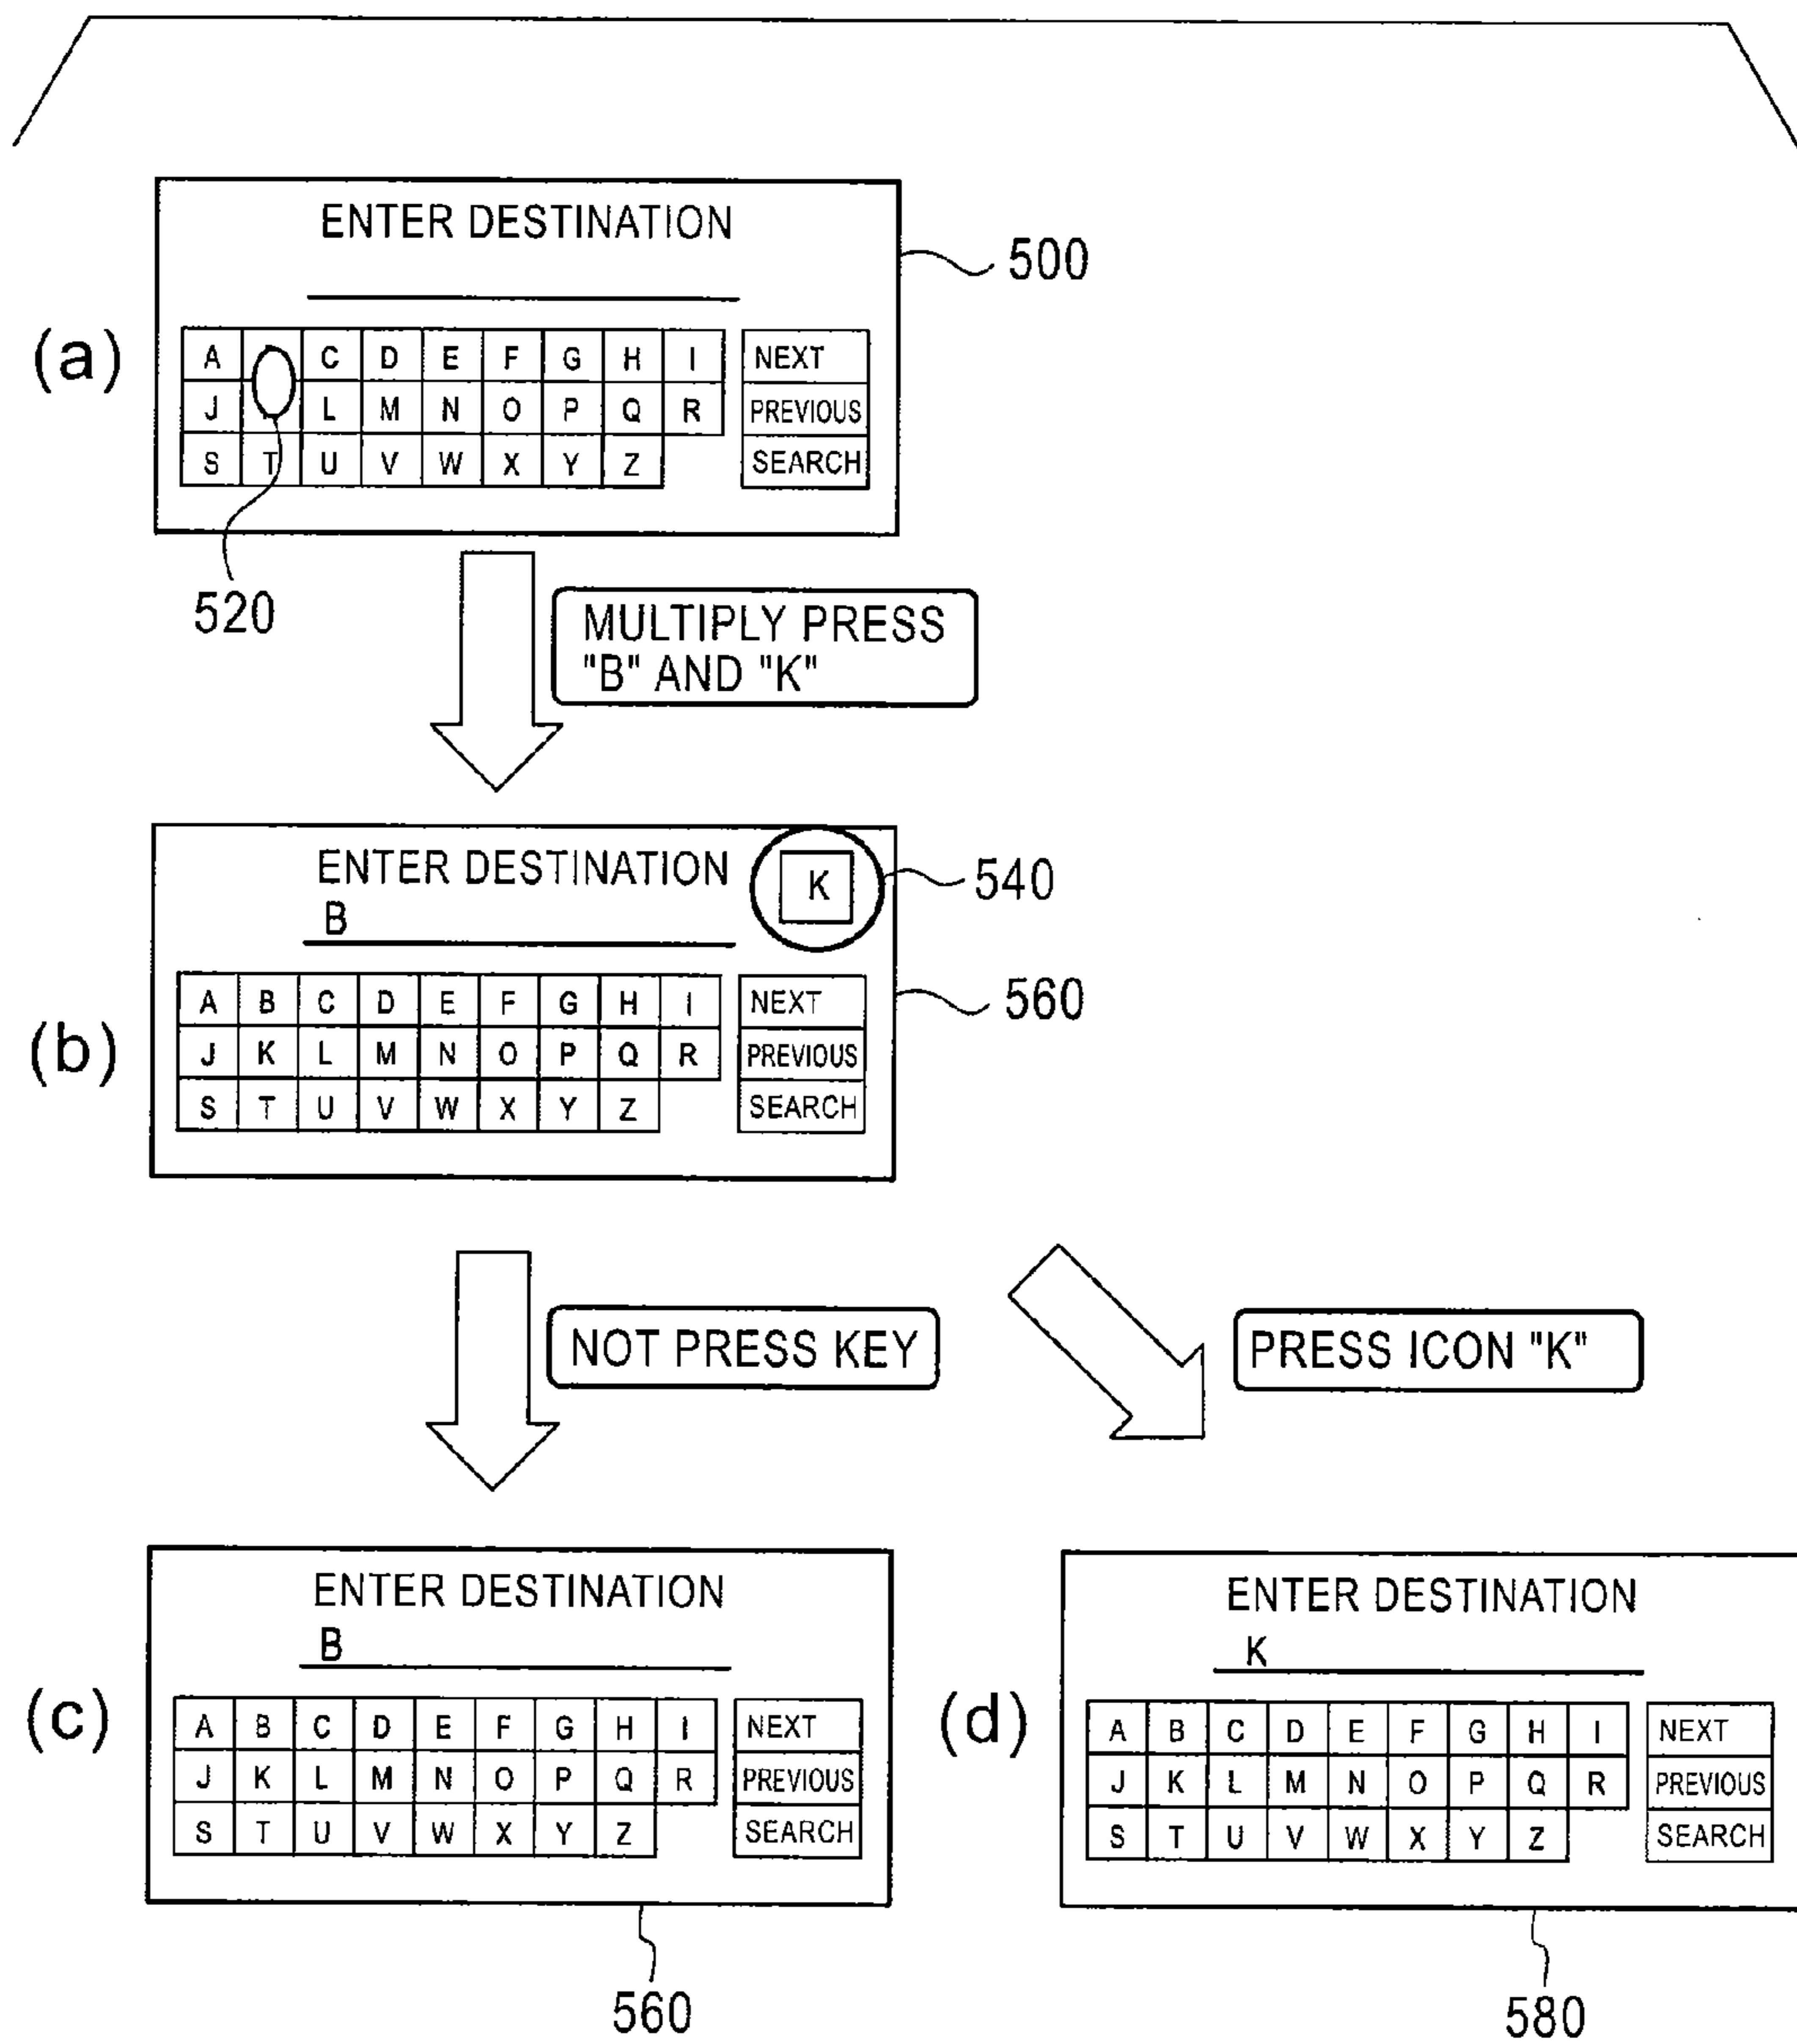 ENTER DESTINATION
500
(a)
A C D E F G H I NEXT
J L M N O P Q R PREVIOUS
S T U V W X Y Z SEARCH
520
MULTIPLY PRESS
"B" AND "K"
ENTER DESTINATION K 540
B
560
(b)
A B C D E F G H I NEXT
J K L M N O P Q R PREVIOUS
S T U V W X Y Z SEARCH
NOT PRESS KEY
PRESS ICON "K"
ENTER DESTINATION
B
(c)
A B C D E F G H I NEXT
J K L M N O P Q R PREVIOUS
S T U V W X Y Z SEARCH
560
ENTER DESTINATION
K
(d)
A B C D E F G H I NEXT
J K L M N O P Q R PREVIOUS
S T U V W X Y Z SEARCH
580